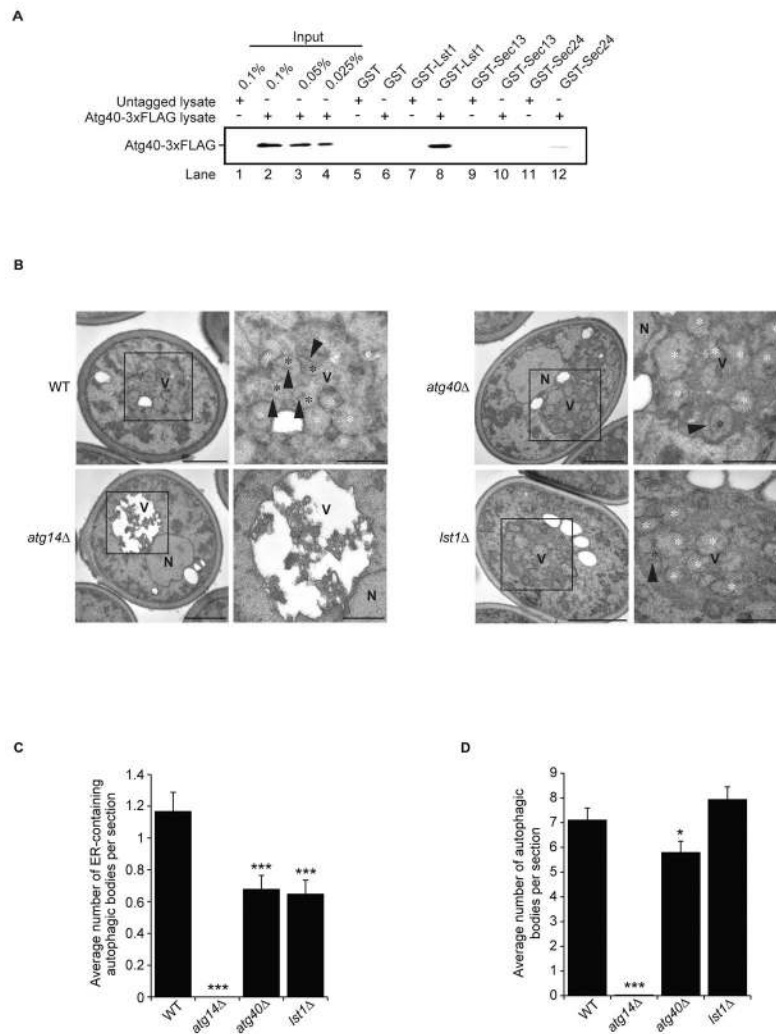 A
Input
0.1% 0.1% 0.05% 0.025% GST GST GST-Lst1 GST-Lst1 GST-Sec13 GST-Sec13 GST-Sec24 GST-Sec24
Untagged lysate + - - - + - + - + - + -
Atg40-3xFLAG lysate - + + + - + - + - + - +
Atg40-3xFLAG
Lane 1 2 3 4 5 6 7 8 9 10 11 12
B
WT
V
* * * * V
atg40Δ
N V
N * * * * * * V
atg14Δ
V N
V N
lst1Δ
V
* * * * * * V
C
Average number of ER-containing
autophagic bodies per section
1.4
1.2
1
0.8
0.6
0.4
0.2
0
***
***
***
WT atg14Δ atg40Δ lst1Δ
D
Average number of autophagic
bodies per section
9
8
7
6
5
4
3
2
1
0
***
*
WT atg14Δ atg40Δ lst1Δ